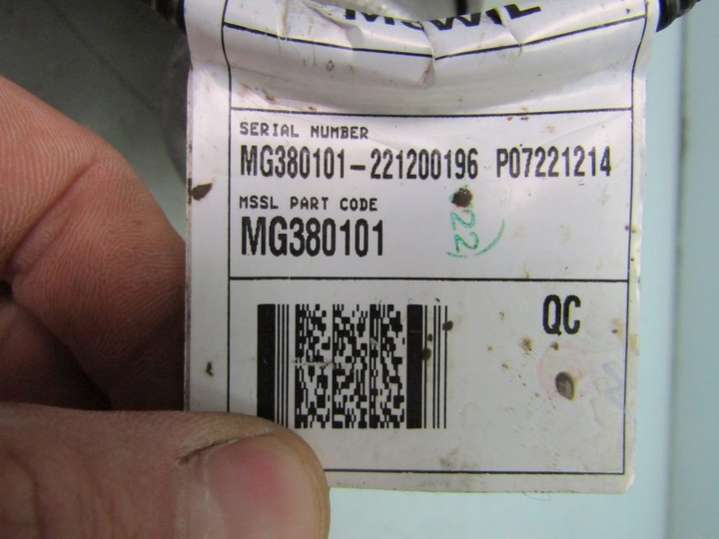 SERIAL NUMBER
MG380101-221200196 P07221214
MSSL PART CODE
MG380101
22
QC